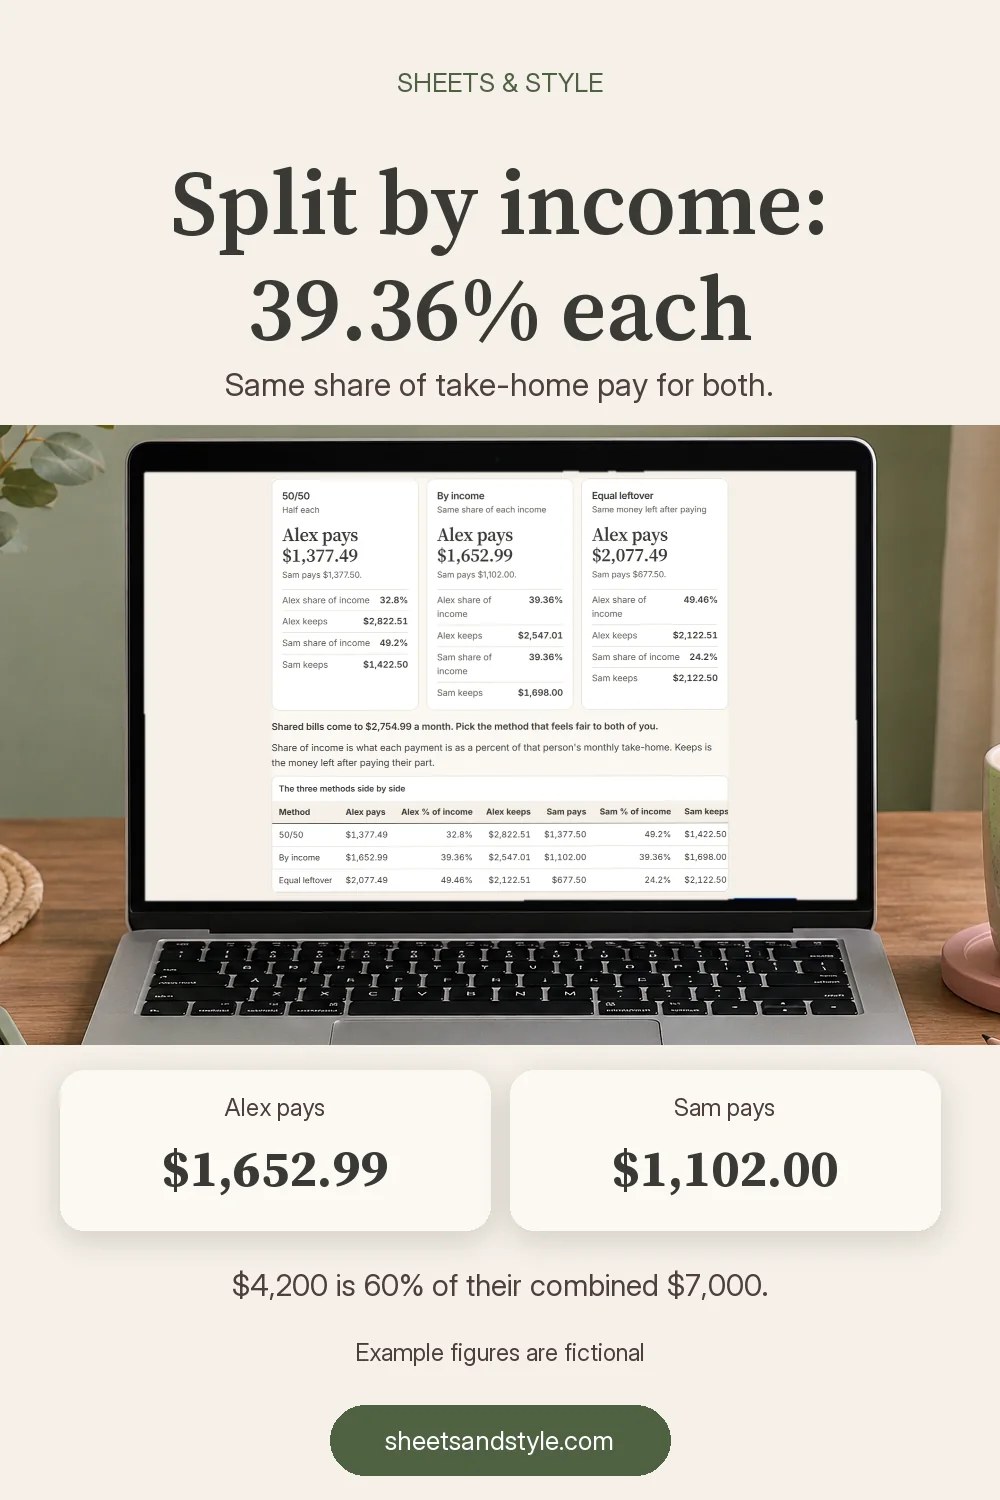 SHEETS & STYLE
Split by income:
39.36% each
Same share of take-home pay for both.
50/50
Half each
Alex pays
$1,377.49
Sam pays $1,377.50.
Alex share of income 32.8%
Alex keeps $2,822.51
Sam share of income 49.2%
Sam keeps $1,422.50
By income
Same share of each income
Alex pays
$1,652.99
Sam pays $1,102.00.
Alex share of income 39.36%
Alex keeps $2,547.01
Sam share of income 39.36%
Sam keeps $1,698.00
Equal leftover
Same money left after paying
Alex pays
$2,077.49
Sam pays $677.50.
Alex share of income 49.46%
Alex keeps $2,122.51
Sam share of income 24.2%
Sam keeps $2,122.50
Shared bills come to $2,754.99 a month. Pick the method that feels fair to both of you.
Share of income is what each payment is as a percent of that person's monthly take-home. Keeps is
the money left after paying their part.
The three methods side by side
Method Alex pays Alex % of income Alex keeps Sam pays Sam % of income Sam keeps
50/50 $1,377.49 32.8% $2,822.51 $1,377.50 49.2% $1,422.50
By income $1,652.99 39.36% $2,547.01 $1,102.00 39.36% $1,698.00
Equal leftover $2,077.49 49.46% $2,122.51 $677.50 24.2% $2,122.50
Alex pays
$1,652.99
Sam pays
$1,102.00
$4,200 is 60% of their combined $7,000.
Example figures are fictional
sheetsandstyle.com